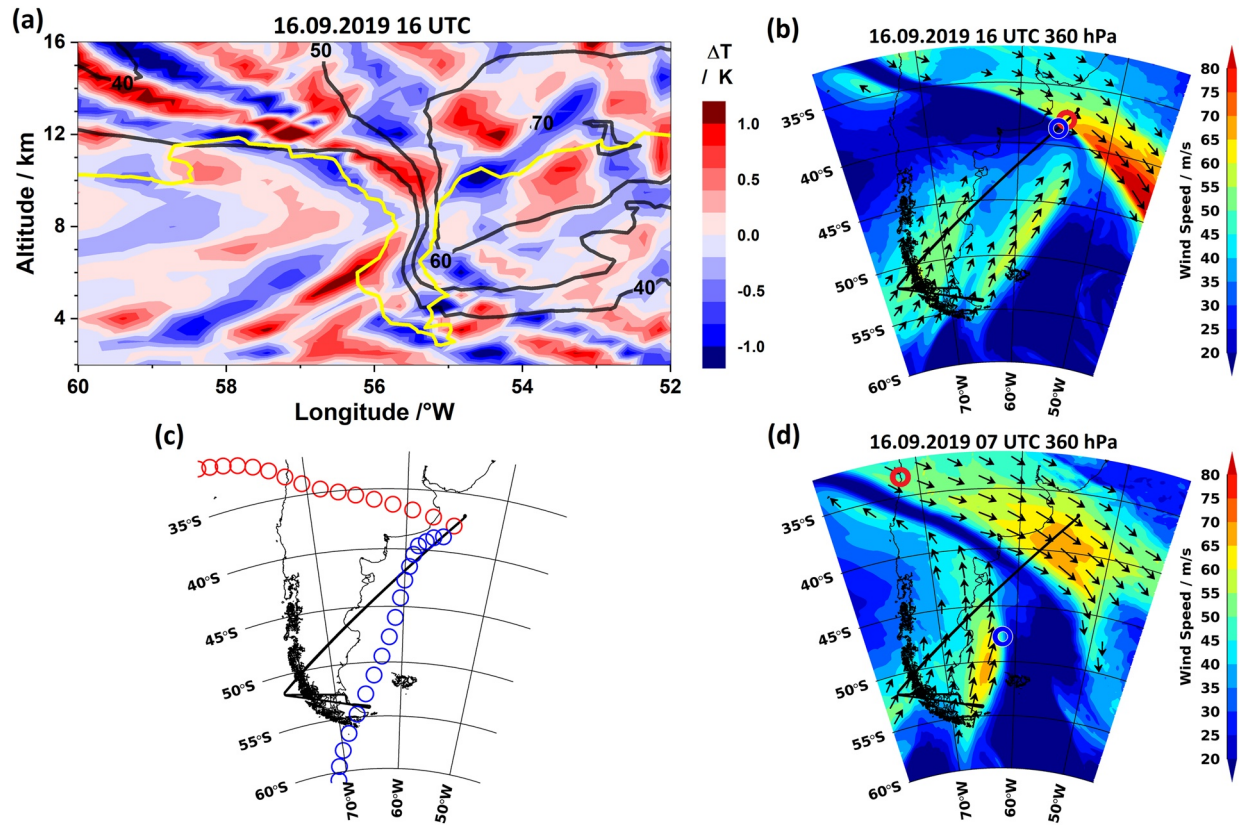 (a)
16.09.2019 16 UTC
16
12
8
4
Altitude / km
60
58
56
54
52
Longitude /°W
40
50
70
60
40
ΔT
/ K
1.0
0.5
0.0
-0.5
-1.0
(b)
16.09.2019 16 UTC 360 hPa
35°S
40°S
45°S
50°S
55°S
60°S
70°W
60°W
50°W
80
75
70
65
60
55
50
45
40
35
30
25
20
Wind Speed / m/s
(c)
35°S
40°S
45°S
50°S
55°S
60°S
70°W
60°W
50°W
(d)
16.09.2019 07 UTC 360 hPa
35°S
40°S
45°S
50°S
55°S
60°S
70°W
60°W
50°W
80
75
70
65
60
55
50
45
40
35
30
25
20
Wind Speed / m/s